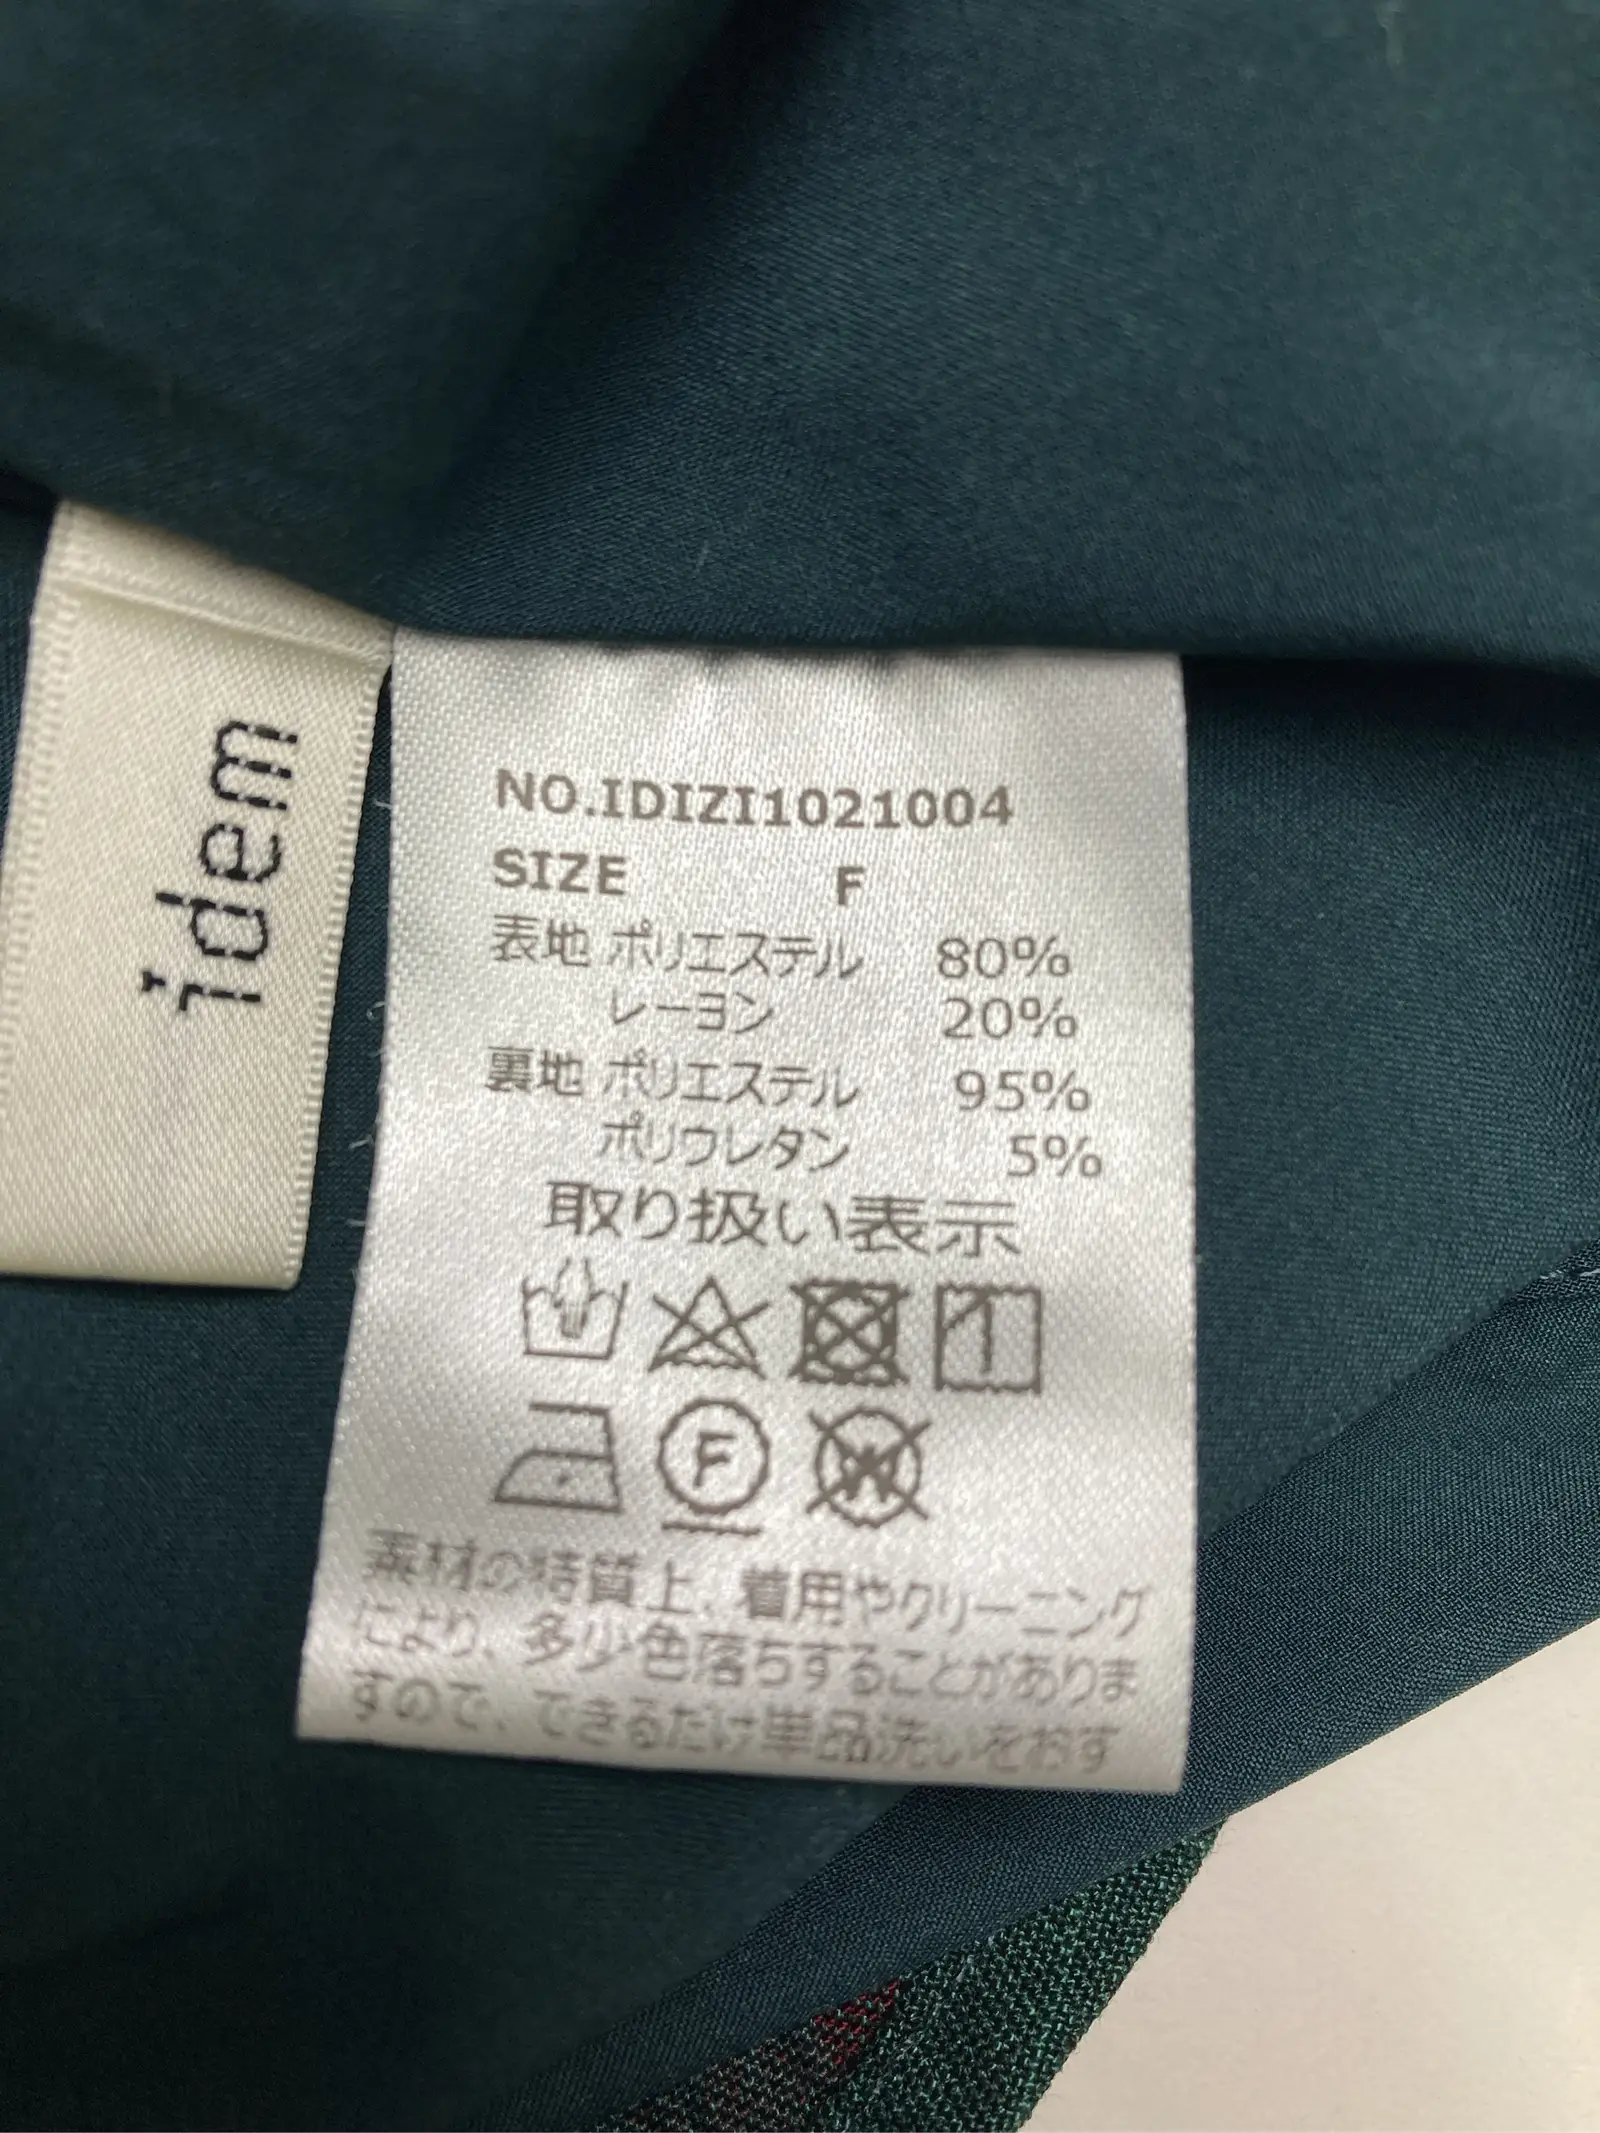 idem
NO.IDIZI1021004
SIZE F
表地 ポリエステル 80%
レーヨン 20%
裏地 ポリエステル 95%
ポリウレタン 5%
取り扱い表示
F
W
素材の特質上、着用やクリーニング
により、多少色落ちすることがありま
すので、できるだけ単品洗いをおす